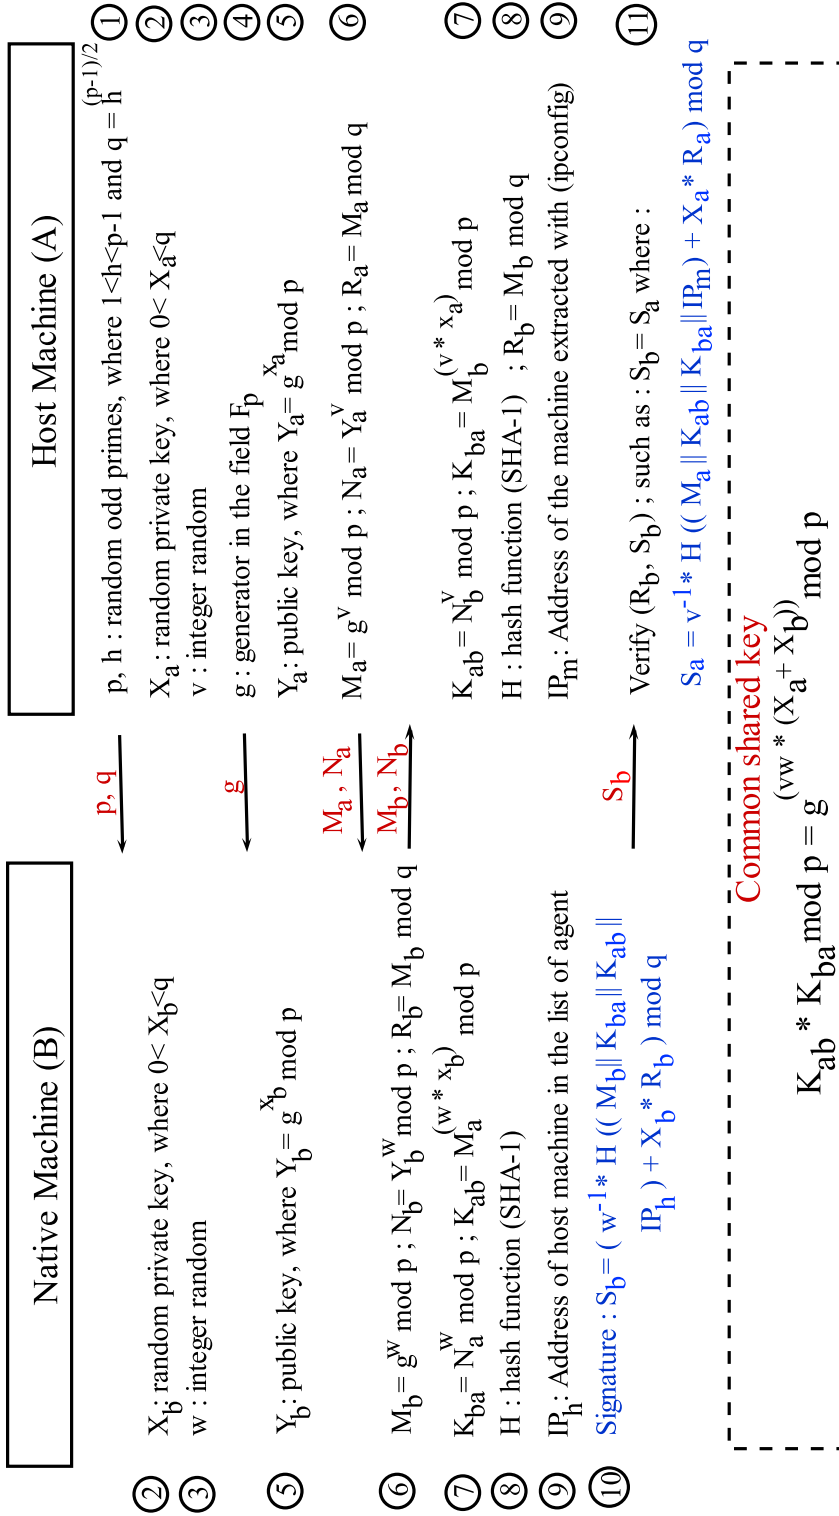 Native Machine (B)
Host Machine (A)
p, q
p, h : random odd primes, where 1<h<p-1 and q = h^(p-1)/2
①
② X_b: random private key, where 0< X_b<q
X_a : random private key, where 0< X_a<q ②
③ w : integer random
v : integer random ③
g
g : generator in the field F_p ④
⑤ Y_b : public key, where Y_b= g^x_b mod p
Y_a : public key, where Y_a= g^x_a mod p ⑤
M_a , N_a
M_a= g^v mod p ; N_a= Y_a^v mod p ; R_a= M_a mod q ⑥
⑥ M_b= g^w mod p ; N_b= Y_b^w mod p ; R_b= M_b mod q
M_b , N_b
⑦ K_ba= N_a^w mod p ; K_ab= M_a^(w * x_b) mod p
K_ab= N_b^v mod p ; K_ba= M_b^(v * x_a) mod p ⑦
⑧ H : hash function (SHA-1)
H : hash function (SHA-1) ; R_b= M_b mod q ⑧
⑨ IP_h : Address of host machine in the list of agent
IP_m : Address of the machine extracted with (ipconfig) ⑨
⑩ Signature : S_b= ( w^-1 * H (( M_b|| K_ba|| K_ab ||
IP_h ) + X_b * R_b ) mod q
S_b
Verify (R_b, S_b) ; such as : S_b= S_a where : ⑪
S_a = v^-1 * H (( M_a || K_ab || K_ba|| IP_m) + X_a * R_a) mod q
Common shared key
K_ab * K_ba mod p = g^(vw * (X_a+ X_b)) mod p